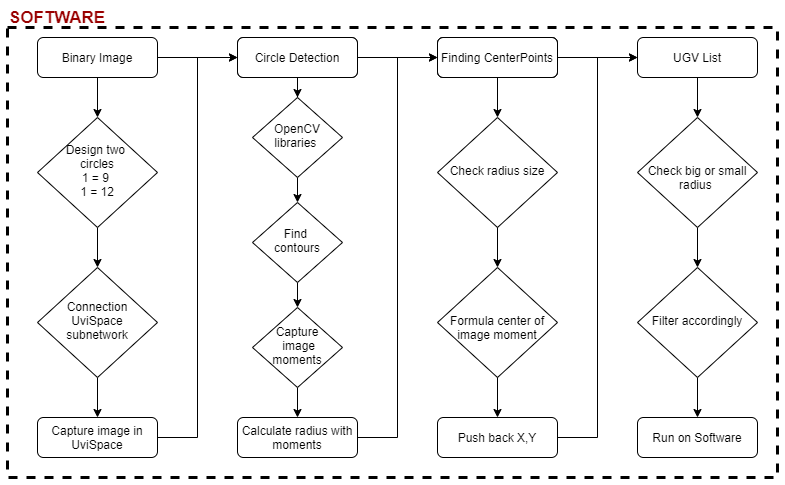 SOFTWARE
Binary Image
Design two
circles
1 = 9
1 = 12
Connection
UviSpace
subnetwork
Capture image in
UviSpace
Circle Detection
OpenCV
libraries
Find
contours
Capture
image
moments
Calculate radius with
moments
Finding CenterPoints
Check radius size
Formula center of
image moment
Push back X,Y
UGV List
Check big or small
radius
Filter accordingly
Run on Software